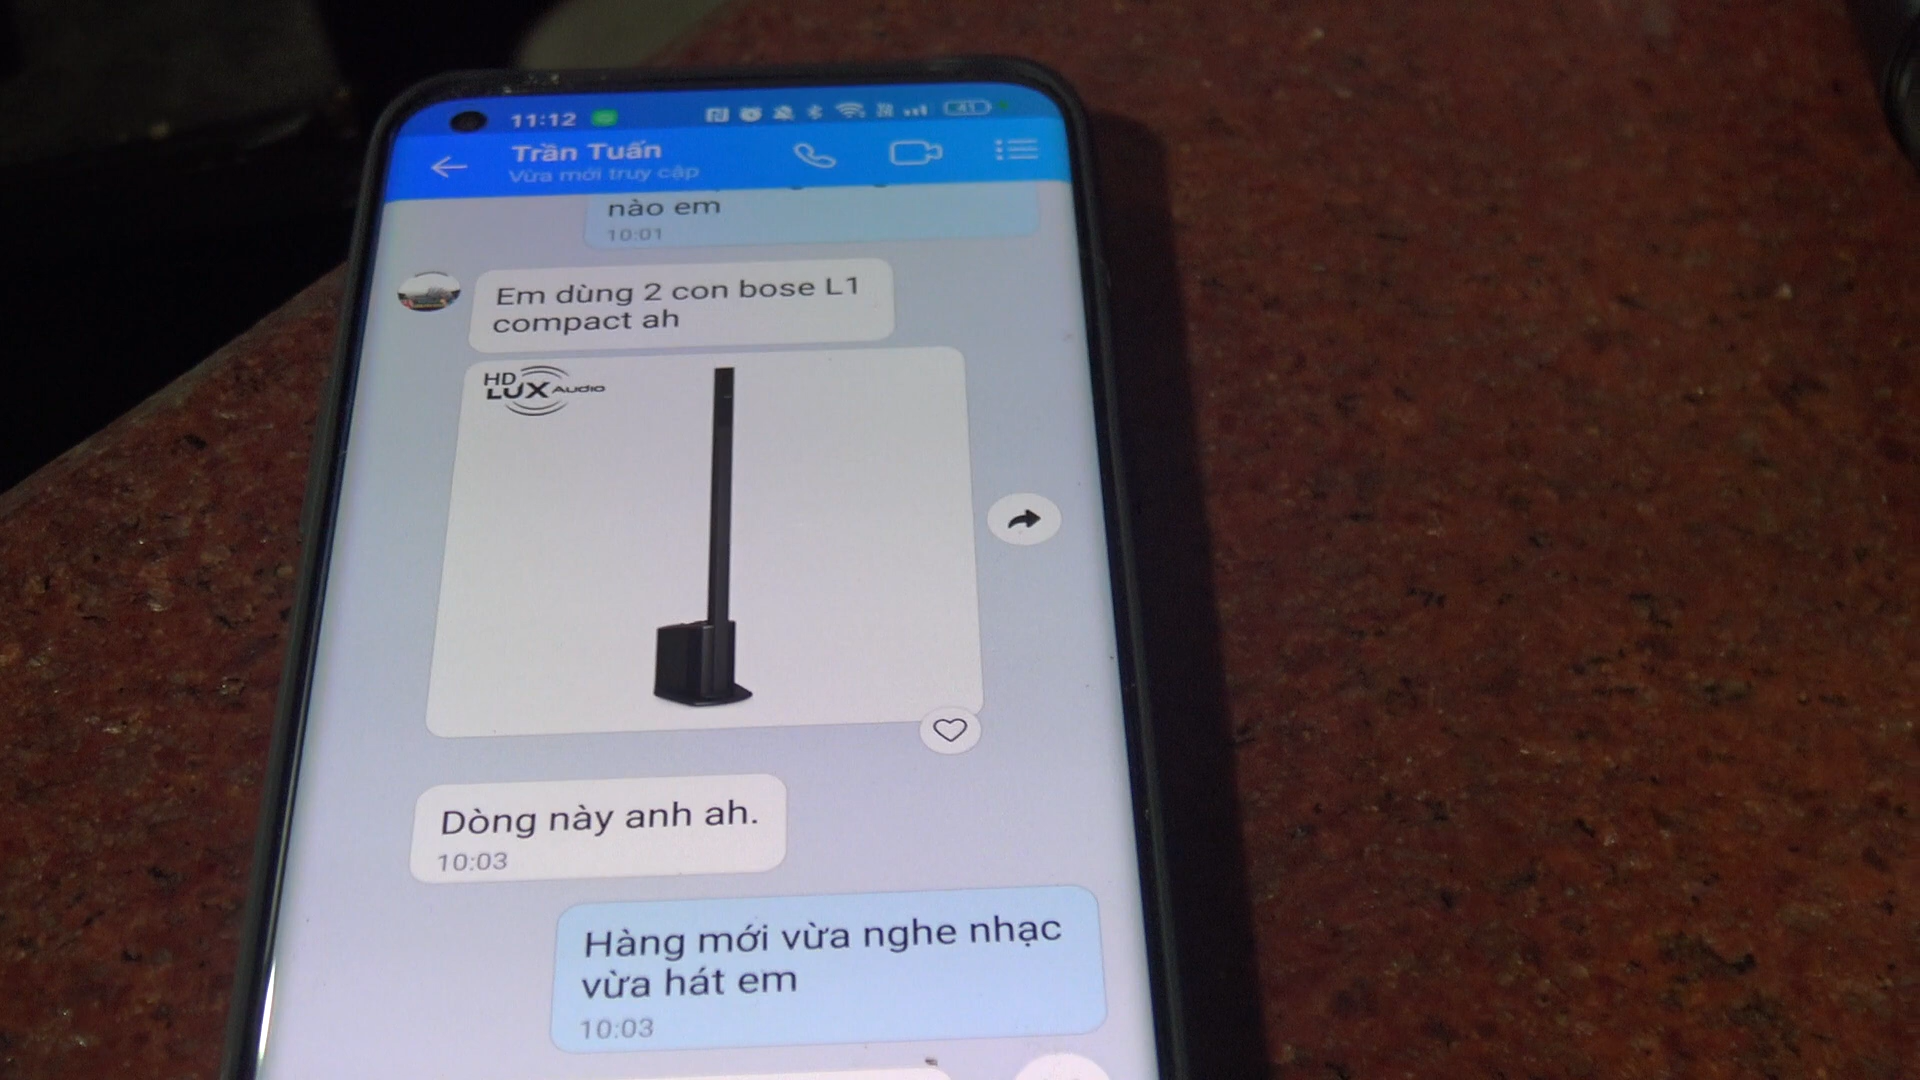 11:12
41
Trần Tuấn
Vừa mới truy cập
nào em
10:01
Em dùng 2 con bose L1
compact ah
HD
LUX Audio
Dòng này anh ah.
10:03
Hàng mới vừa nghe nhạc
vừa hát em
10:03